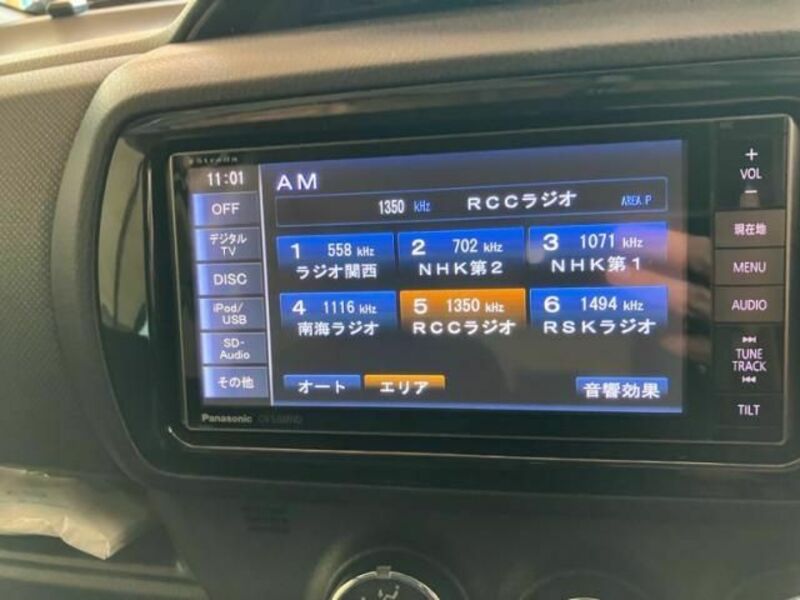 Strada
11:01
AM
OFF
1350 kHz RCCラジオ AREA P
デジタル
TV
DISC
iPod/
USB
SD-
Audio
その他
1 558 kHz
ラジオ関西
2 702 kHz
NHK第2
3 1071 kHz
NHK第1
4 1116 kHz
南海ラジオ
5 1350 kHz
RCCラジオ
6 1494 kHz
RSKラジオ
オート
エリア
音響効果
Panasonic
+
VOL
-
現在地
MENU
AUDIO
TUNE
TRACK
TILT